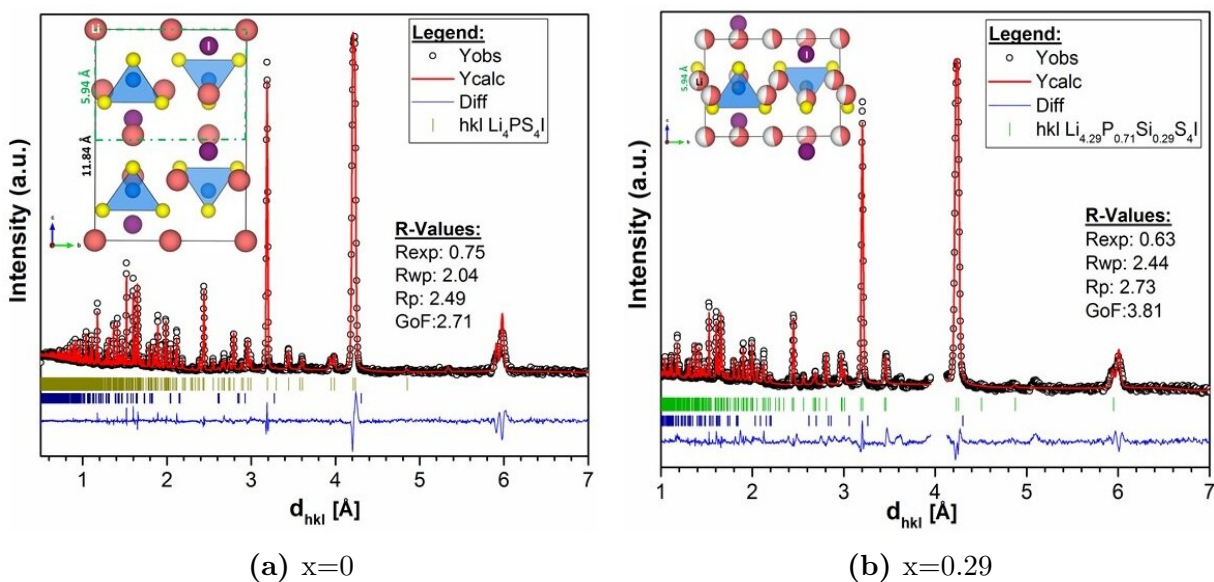 Legend:
Yobs
Ycalc
Diff
hkl Li4PS4I
R-Values:
Rexp: 0.75
Rwp: 2.04
Rp: 2.49
GoF:2.71
Li
I
5.94 Å
11.84 Å
c
b
Intensity (a.u.)
1 2 3 4 5 6 7
dhkl [Å]
(a) x=0
Legend:
Yobs
Ycalc
Diff
hkl Li4.29P0.71Si0.29S4I
R-Values:
Rexp: 0.63
Rwp: 2.44
Rp: 2.73
GoF: 3.81
Li
I
5.94 Å
c
b
Intensity (a.u.)
1 2 3 4 5 6 7
dhkl [Å]
(b) x=0.29